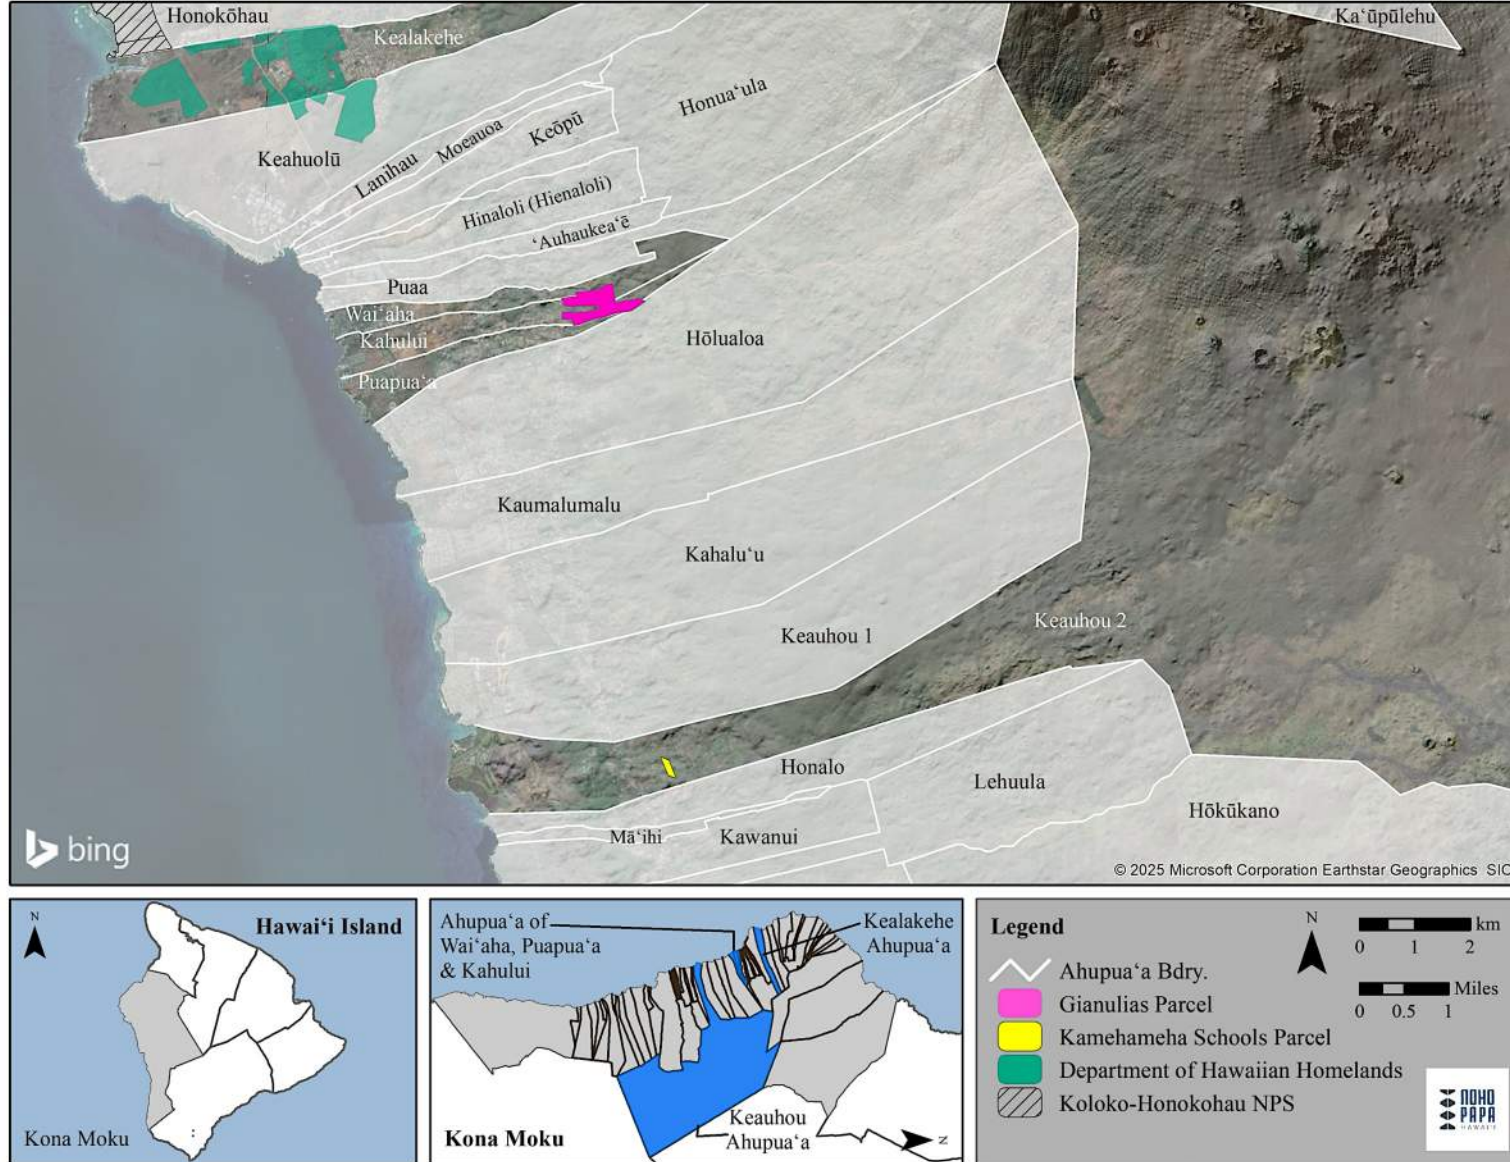 Honokōhau
Kealakehe
Ka‘ūpūlehu
Honua‘ula
Keōpū
Moeauoa
Lanihau
Keahuolū
Hinaloli (Hienaloli)
‘Auhaukea‘ē
Puaa
Wai‘aha
Kahului
Puapua‘a
Hōlualoa
Kaumalumalu
Kahalu‘u
Keauhou 1
Keauhou 2
Honalo
Lehuula
Hōkūkano
Mā‘ihi
Kawanui
bing
© 2025 Microsoft Corporation Earthstar Geographics SIO
N
Hawai‘i Island
Kona Moku
Ahupua‘a of
Wai‘aha, Puapua‘a
& Kahului
Kealakehe
Ahupua‘a
Keauhou
Ahupua‘a
Kona Moku
N
Legend
Ahupua‘a Bdry.
Gianulias Parcel
Kamehameha Schools Parcel
Department of Hawaiian Homelands
Koloko-Honokohau NPS
N
km
0 1 2
Miles
0 0.5 1
NOHO
PAPA
HAWAI‘I